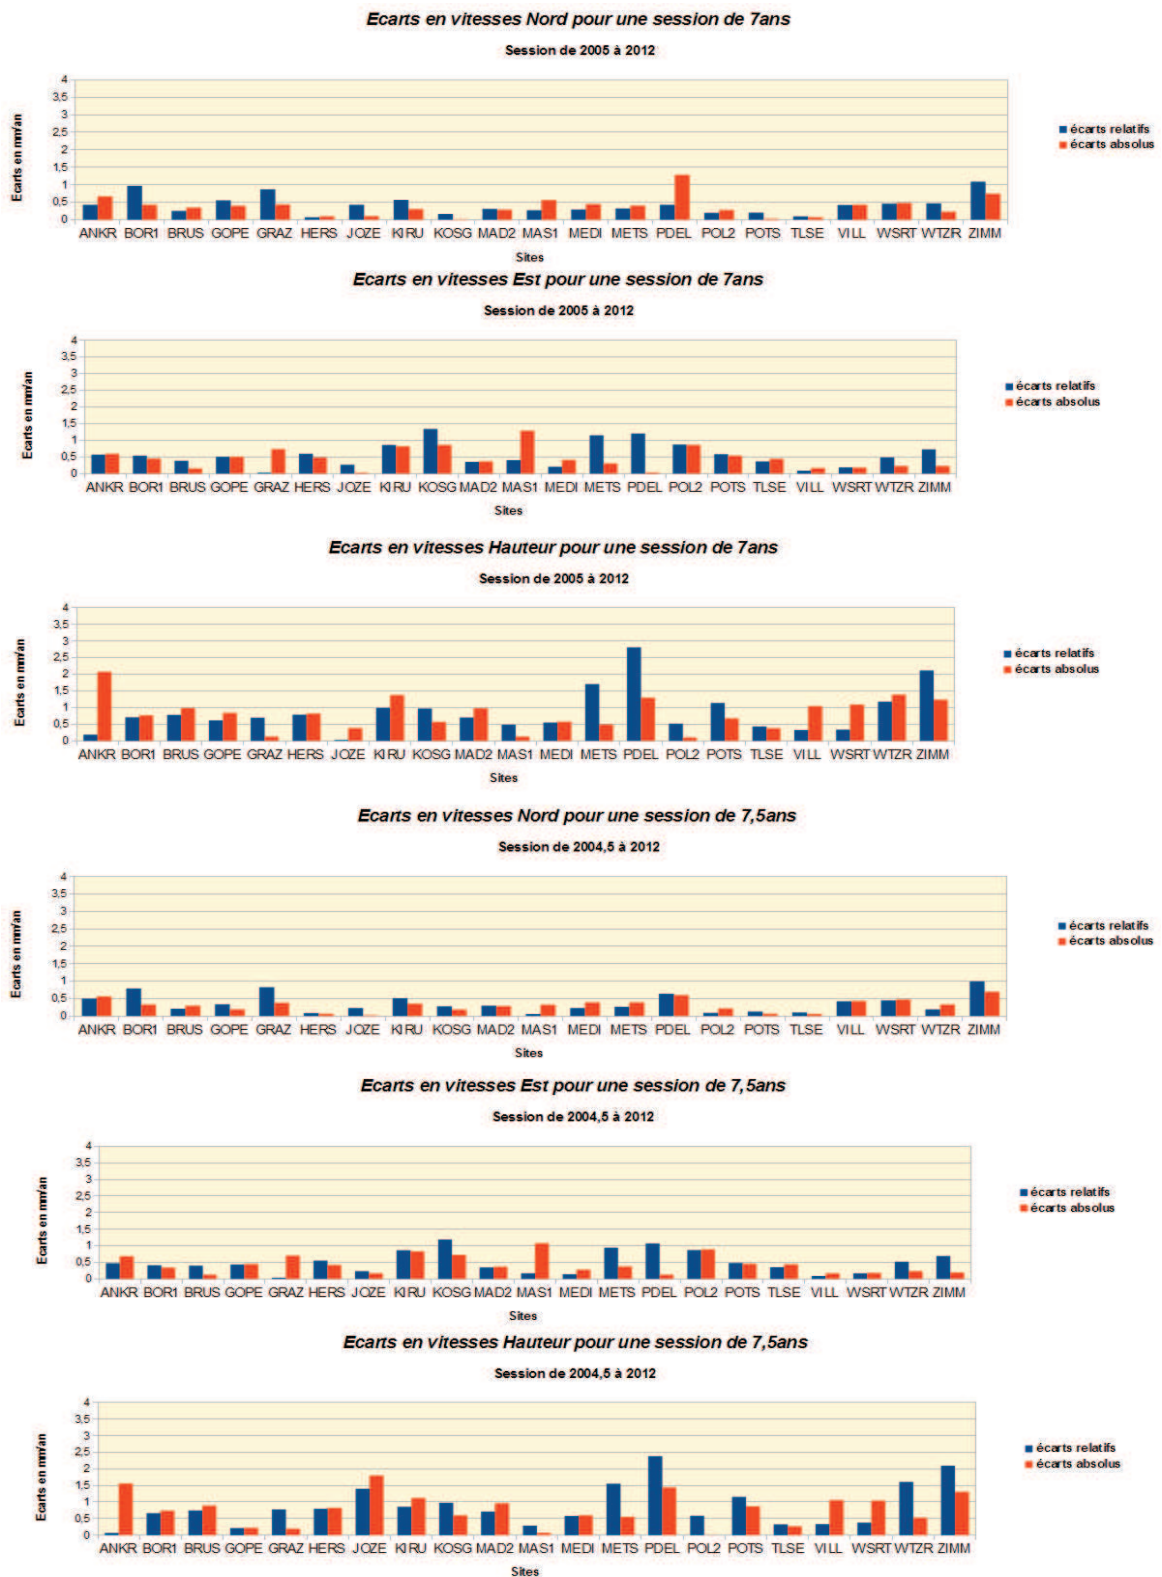 Ecarts en vitesses Nord pour une session de 7ans
Session de 2005 à 2012
Ecarts en mm/an
4
3,5
3
2,5
2
1,5
1
0,5
0
ANKR BOR1 BRUS GOPE GRAZ HERS JOZE KIRU KOSG MAD2 MAS1 MEDI METS PDEL POL2 POTS TLSE VILL WSRT WTZR ZIMM
Sites
écarts relatifs
écarts absolus
Ecarts en vitesses Est pour une session de 7ans
Session de 2005 à 2012
Ecarts en mm/an
4
3,5
3
2,5
2
1,5
1
0,5
0
ANKR BOR1 BRUS GOPE GRAZ HERS JOZE KIRU KOSG MAD2 MAS1 MEDI METS PDEL POL2 POTS TLSE VILL WSRT WTZR ZIMM
Sites
écarts relatifs
écarts absolus
Ecarts en vitesses Hauteur pour une session de 7ans
Session de 2005 à 2012
Ecarts en mm/an
4
3,5
3
2,5
2
1,5
1
0,5
0
ANKR BOR1 BRUS GOPE GRAZ HERS JOZE KIRU KOSG MAD2 MAS1 MEDI METS PDEL POL2 POTS TLSE VILL WSRT WTZR ZIMM
Sites
écarts relatifs
écarts absolus
Ecarts en vitesses Nord pour une session de 7,5ans
Session de 2004,5 à 2012
Ecarts en mm/an
4
3,5
3
2,5
2
1,5
1
0,5
0
ANKR BOR1 BRUS GOPE GRAZ HERS JOZE KIRU KOSG MAD2 MAS1 MEDI METS PDEL POL2 POTS TLSE VILL WSRT WTZR ZIMM
Sites
écarts relatifs
écarts absolus
Ecarts en vitesses Est pour une session de 7,5ans
Session de 2004,5 à 2012
Ecarts en mm/an
4
3,5
3
2,5
2
1,5
1
0,5
0
ANKR BOR1 BRUS GOPE GRAZ HERS JOZE KIRU KOSG MAD2 MAS1 MEDI METS PDEL POL2 POTS TLSE VILL WSRT WTZR ZIMM
Sites
écarts relatifs
écarts absolus
Ecarts en vitesses Hauteur pour une session de 7,5ans
Session de 2004,5 à 2012
Ecarts en mm/an
4
3,5
3
2,5
2
1,5
1
0,5
0
ANKR BOR1 BRUS GOPE GRAZ HERS JOZE KIRU KOSG MAD2 MAS1 MEDI METS PDEL POL2 POTS TLSE VILL WSRT WTZR ZIMM
Sites
écarts relatifs
écarts absolus